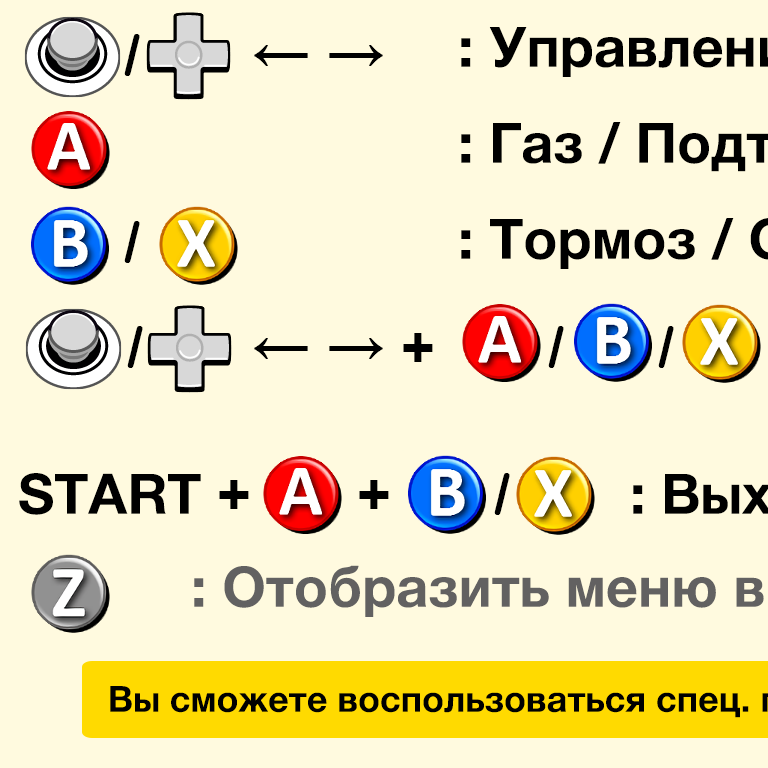 / ← → : Управлени
A : Газ / Подт
B / X : Тормоз / С
/ ← → + A / B / X
START + A + B / X : Вых
Z : Отобразить меню в
Вы сможете воспользоваться спец. п